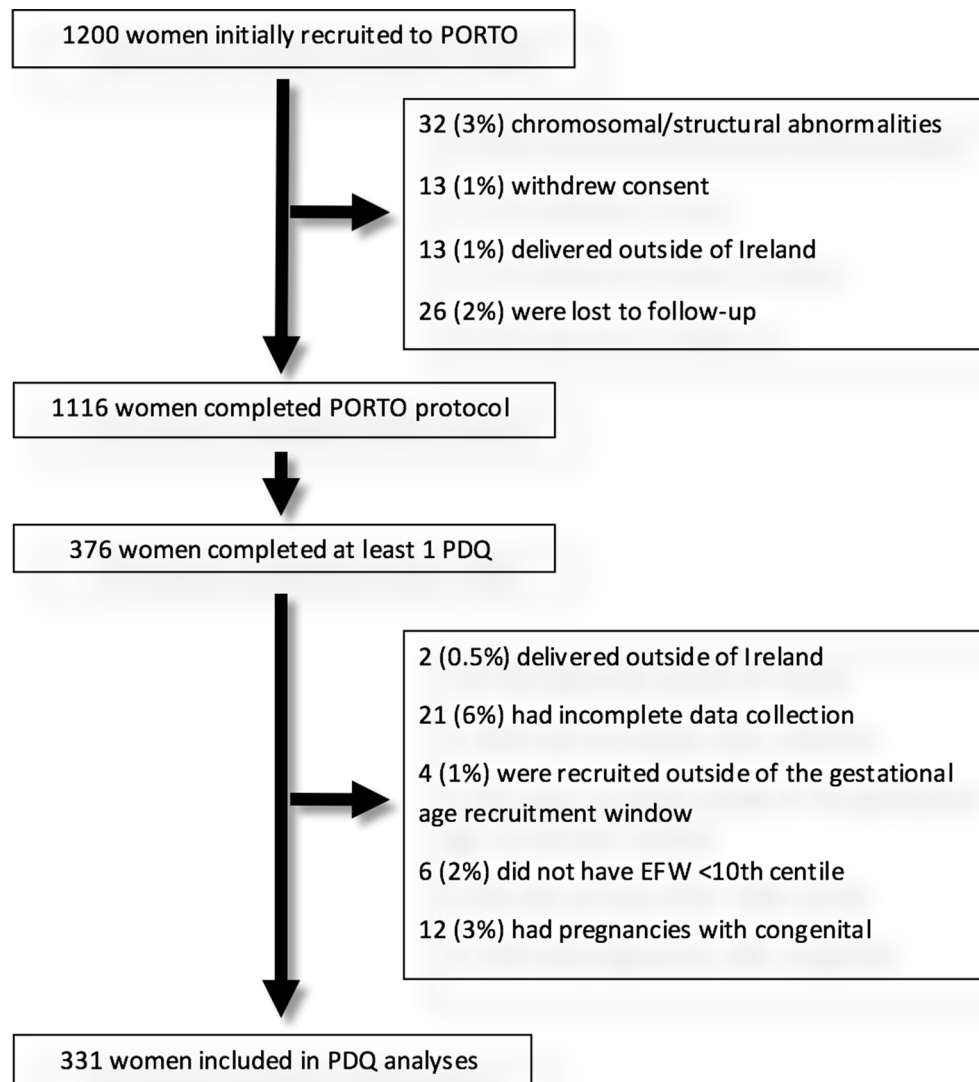 1200 women initially recruited to PORTO
32 (3%) chromosomal/structural abnormalities
13 (1%) withdrew consent
13 (1%) delivered outside of Ireland
26 (2%) were lost to follow-up
1116 women completed PORTO protocol
376 women completed at least 1 PDQ
2 (0.5%) delivered outside of Ireland
21 (6%) had incomplete data collection
4 (1%) were recruited outside of the gestational
age recruitment window
6 (2%) did not have EFW <10th centile
12 (3%) had pregnancies with congenital
331 women included in PDQ analyses